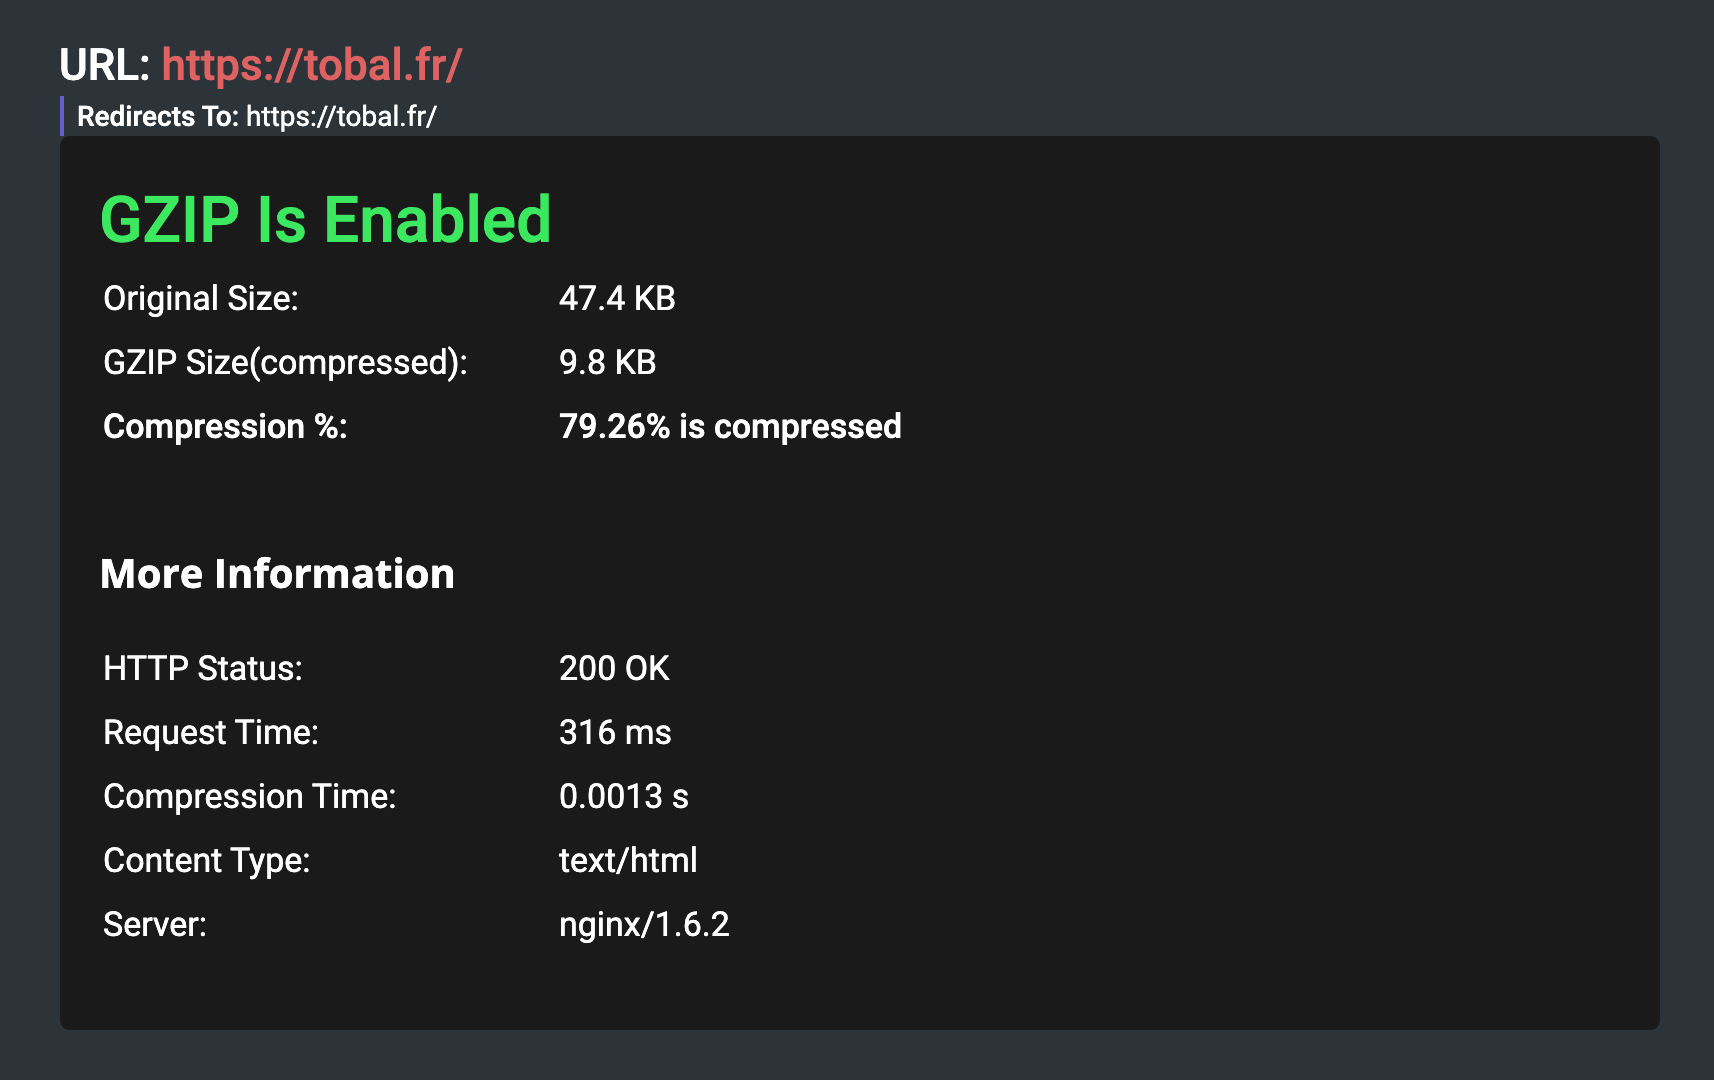 URL: https://tobal.fr/
Redirects To: https://tobal.fr/
GZIP Is Enabled
Original Size: 47.4 KB
GZIP Size(compressed): 9.8 KB
Compression %: 79.26% is compressed
More Information
HTTP Status: 200 OK
Request Time: 316 ms
Compression Time: 0.0013 s
Content Type: text/html
Server: nginx/1.6.2